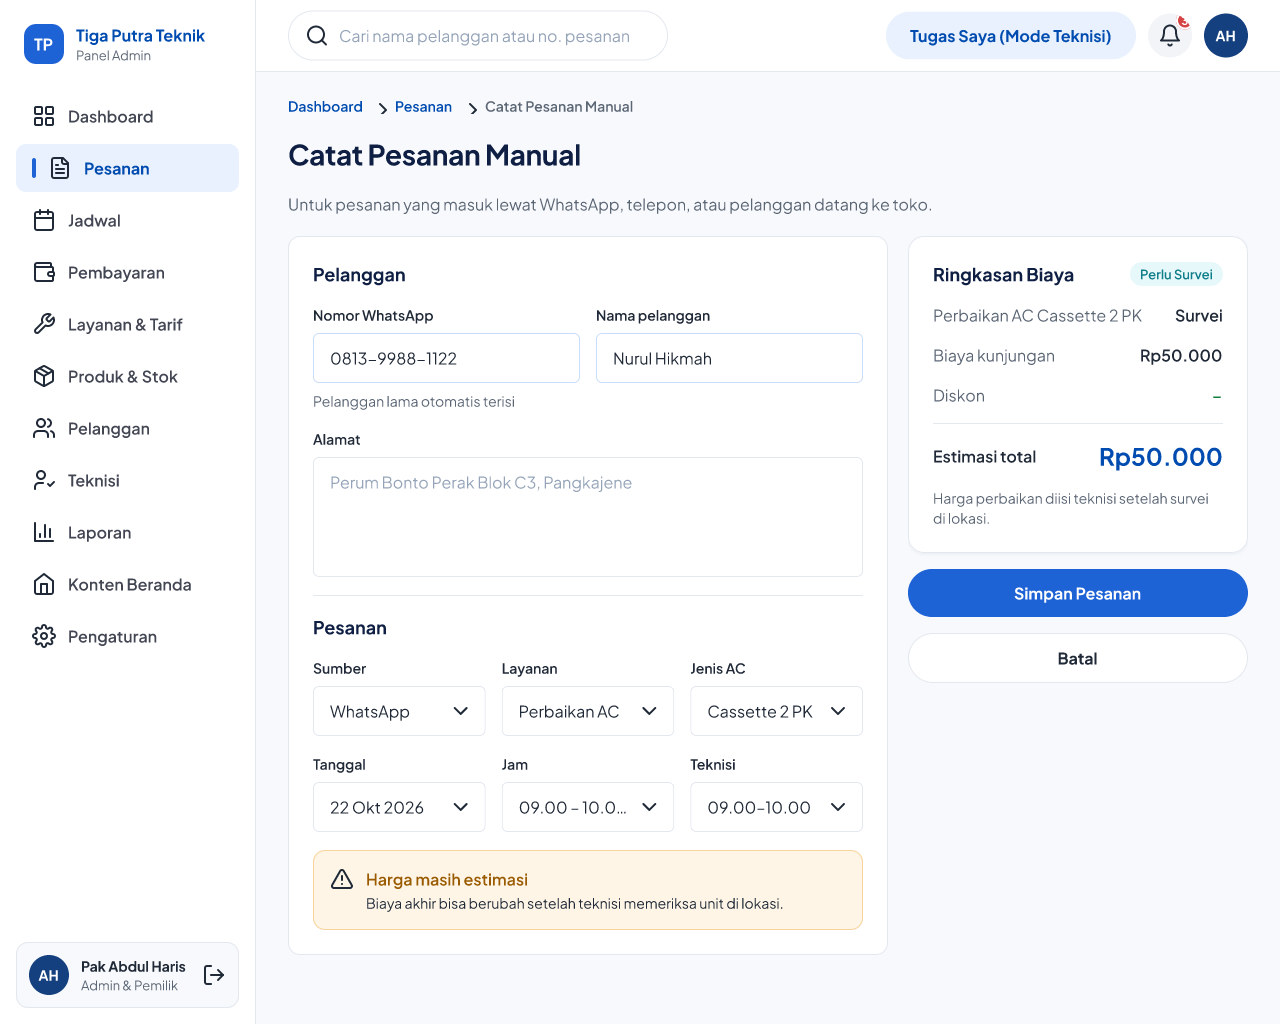 TP
Tiga Putra Teknik
Panel Admin
Dashboard
Pesanan
Jadwal
Pembayaran
Layanan & Tarif
Produk & Stok
Pelanggan
Teknisi
Laporan
Konten Beranda
Pengaturan
AH
Pak Abdul Haris
Admin & Pemilik
Cari nama pelanggan atau no. pesanan
Tugas Saya (Mode Teknisi)
AH
Dashboard
Pesanan
Catat Pesanan Manual
Catat Pesanan Manual
Untuk pesanan yang masuk lewat WhatsApp, telepon, atau pelanggan datang ke toko.
Pelanggan
Nomor WhatsApp
Nama pelanggan
0813-9988-1122
Nurul Hikmah
Pelanggan lama otomatis terisi
Alamat
Perum Bonto Perak Blok C3, Pangkajene
Pesanan
Sumber
Layanan
Jenis AC
WhatsApp
Perbaikan AC
Cassette 2 PK
Tanggal
Jam
Teknisi
22 Okt 2026
09.00 – 10.0...
09.00–10.00
Harga masih estimasi
Biaya akhir bisa berubah setelah teknisi memeriksa unit di lokasi.
Ringkasan Biaya
Perlu Survei
Perbaikan AC Cassette 2 PK
Survei
Biaya kunjungan
Rp50.000
Diskon
–
Estimasi total
Rp50.000
Harga perbaikan diisi teknisi setelah survei
di lokasi.
Simpan Pesanan
Batal